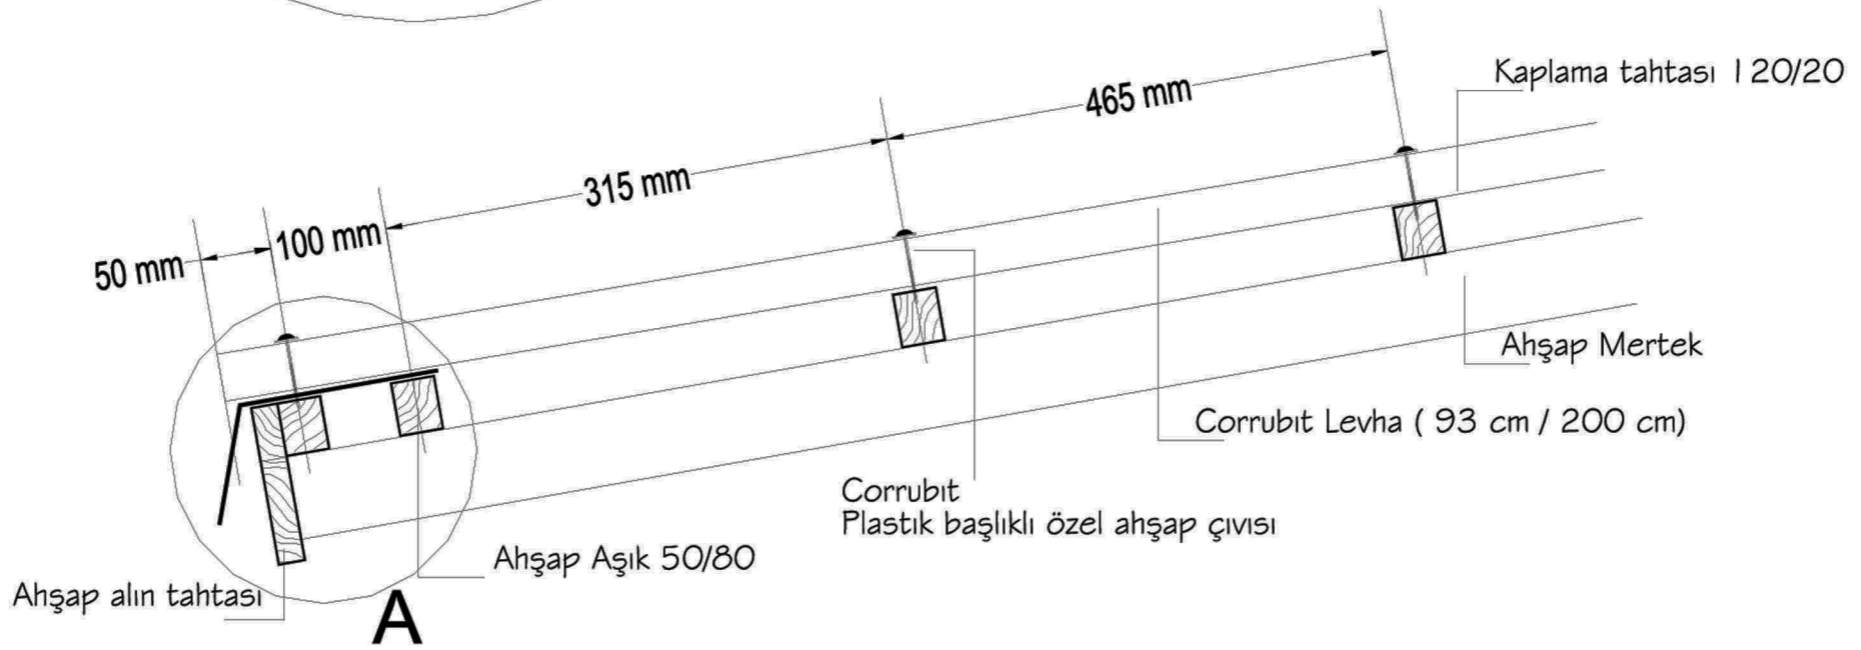 465 mm
Kaplama tahtası 120/20
315 mm
100 mm
50 mm
Ahşap Mertek
Corrubıt Levha ( 93 cm / 200 cm)
Corrubıt
Plastık başlıklı özel ahşap çıvısı
Ahşap Aşık 50/80
Ahşap alın tahtası
A